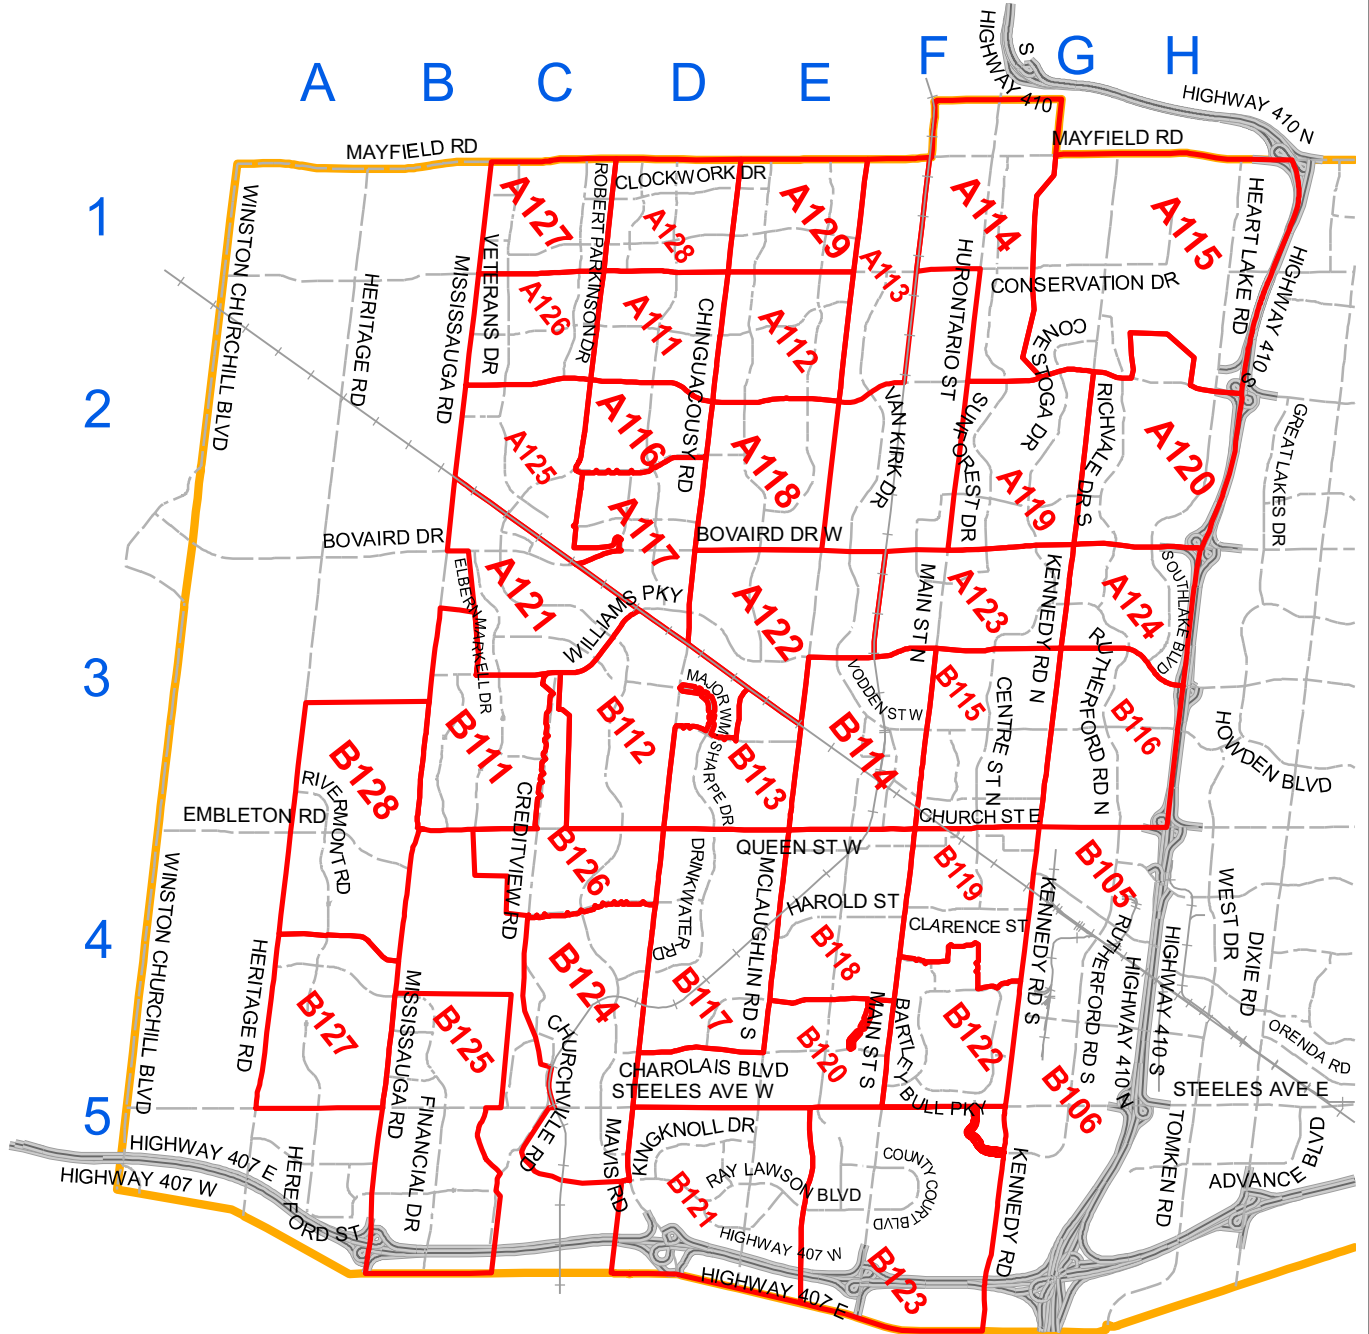 A
B
C
D
E
F
G
H
1
2
3
4
5
HIGHWAY 410
S
HIGHWAY 410 N
MAYFIELD RD
MAYFIELD RD
CLOCKWORK DR
ROBERT PARKINSON DR
A127
A128
A129
A113
A114
A115
WINSTON CHURCHILL BLVD
HERITAGE RD
MISSISSAUGA RD
VETERANS DR
HURONTARIO ST
CONSERVATION DR
HEART LAKE RD
HIGHWAY 410 S
A126
A111
A112
CHINGUACOUSY RD
CONESTOGA DR
RICHVALE DR S
A116
A125
A118
A117
VAN KIRK DR
SUNFOREST DR
A119
A120
GREAT LAKES DR
BOVAIRD DR
BOVAIRD DR W
ELBERN MARKELL DR
A121
WILLIAMS PKY
A122
MAIN ST N
A123
KENNEDY RD N
A124
SOUTHLAKE BLVD
RUTHERFORD RD N
B111
B112
MAJOR WM SHARPE DR
B113
VODDEN ST W
B114
B115
CENTRE ST N
B116
HOWDEN BLVD
B128
RIVERMONT RD
EMBLETON RD
CREDITVIEW RD
CHURCH ST E
QUEEN ST W
B126
DRINKWATER RD
MCLAUGHLIN RD S
HAROLD ST
B119
CLARENCE ST
KENNEDY RD S
B105
RUTHERFORD RD S
WEST DR
DIXIE RD
WINSTON CHURCHILL BLVD
HERITAGE RD
B127
MISSISSAUGA RD
B125
B124
B117
B118
B120
MAIN ST S
BARTLEY BULL PKY
B122
HIGHWAY 410 N
HIGHWAY 410 S
ORENDA RD
CHAROLAIS BLVD
STEELES AVE W
STEELES AVE E
B106
CHURCHVILLE RD
FINANCIAL DR
MAVIS RD
KINGKNOLL DR
RAY LAWSON BLVD
B121
COUNTY COURT BLVD
KENNEDY RD
TOMKEN RD
ADVANCE BLVD
HIGHWAY 407 E
HIGHWAY 407 W
HEREFORD ST
HIGHWAY 407 W
HIGHWAY 407 E
B123